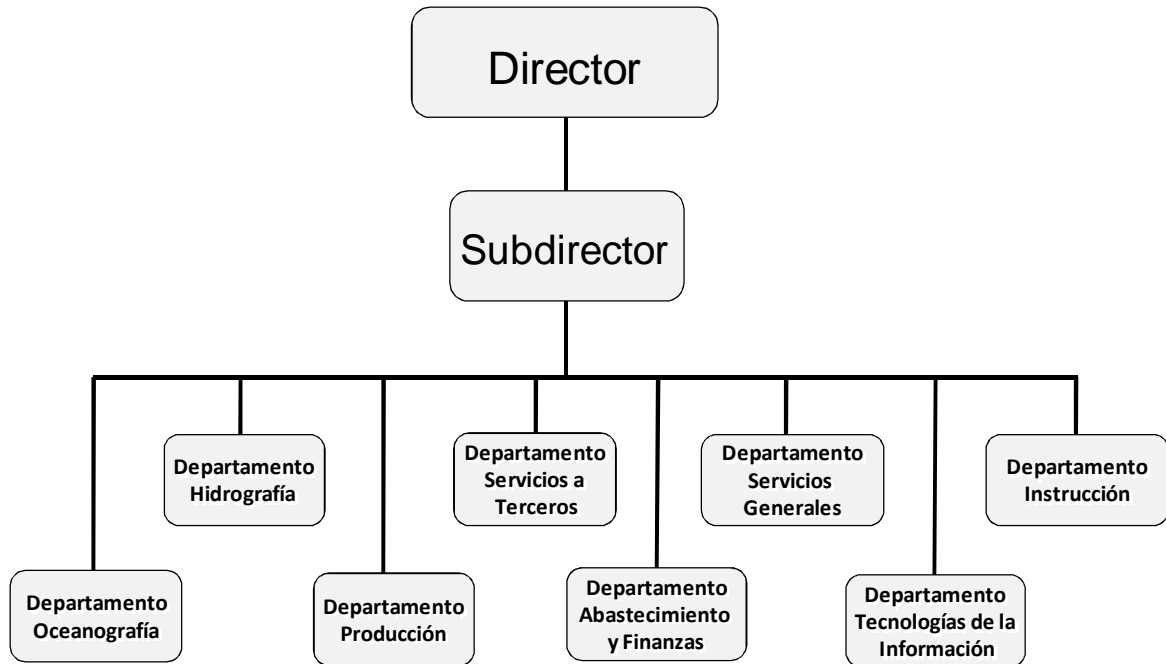 Director
Subdirector
Departamento
Hidrografía
Departamento
Servicios a
Terceros
Departamento
Servicios
Generales
Departamento
Instrucción
Departamento
Oceanografía
Departamento
Producción
Departamento
Abastecimiento
y Finanzas
Departamento
Tecnologías de la
Información